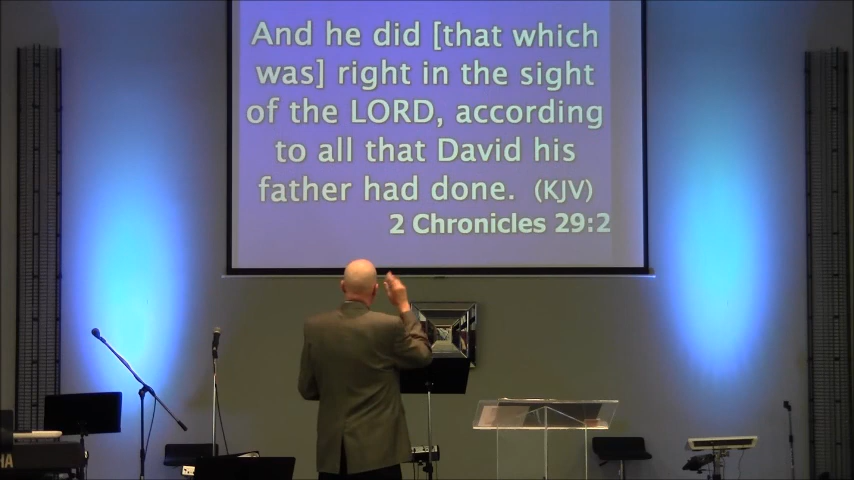 And he did [that which
was] right in the sight
of the LORD, according
to all that David his
father had done. (KJV)
2 Chronicles 29:2
HA